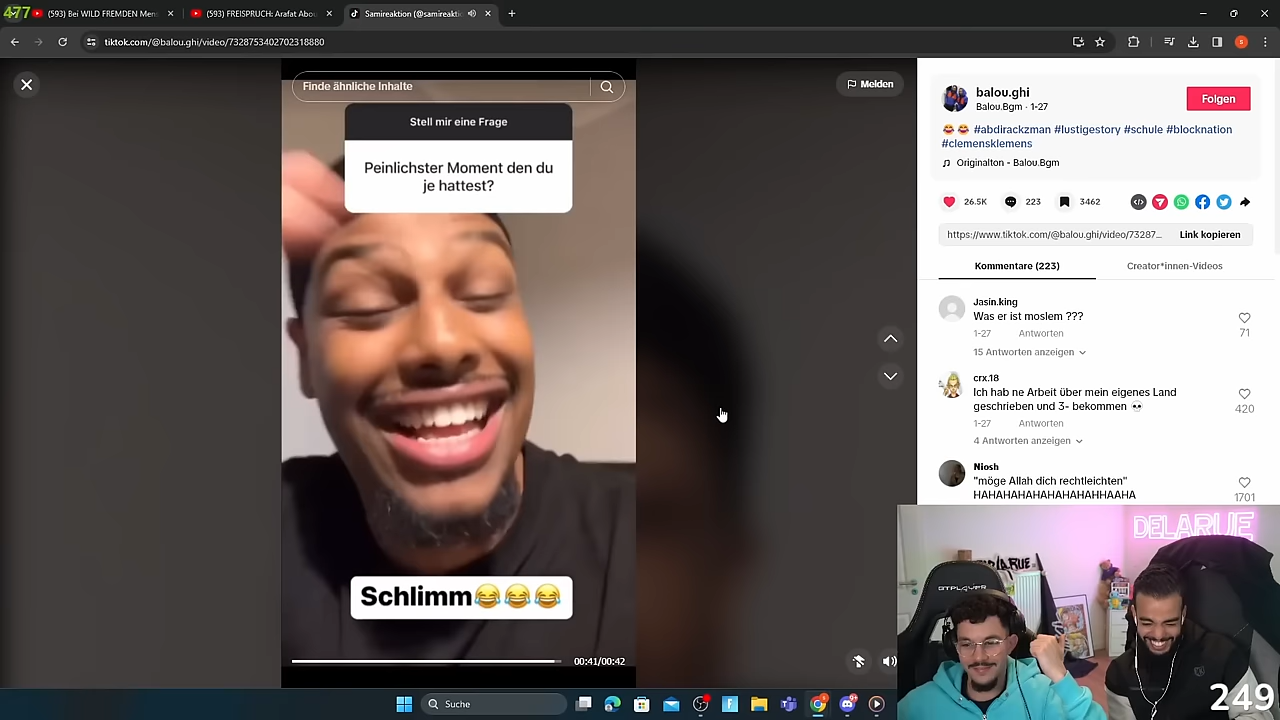 477
(593) Bei WILD FREMDEN Men
(593) FREISPRUCH: Arafat Abou
Samireaktion (@samireakti
tiktok.com/@balou.ghi/video/7328753402702318880
Finde ähnliche Inhalte
Melden
Stell mir eine Frage
Peinlichster Moment den du
je hattest?
Schlimm😂😂😂
00:41/00:42
balou.ghi
Balou.Bgm · 1-27
Folgen
😂😂 #abdirackzman #lustigestory #schule #blocknation
#clemensklemens
Originalton - Balou.Bgm
26.5K
223
3462
https://www.tiktok.com/@balou.ghi/video/73287...
Link kopieren
Kommentare (223)
Creator*innen-Videos
Jasin.king
Was er ist moslem ???
1-27 Antworten
71
15 Antworten anzeigen
crx.18
Ich hab ne Arbeit über mein eigenes Land
geschrieben und 3- bekommen 💀
420
1-27 Antworten
4 Antworten anzeigen
Niosh
"möge Allah dich rechtleichten"
HAHAHAHAHAHAHAHAHHAAHA
1701
DELARUE
GTPLAYER
249
Suche